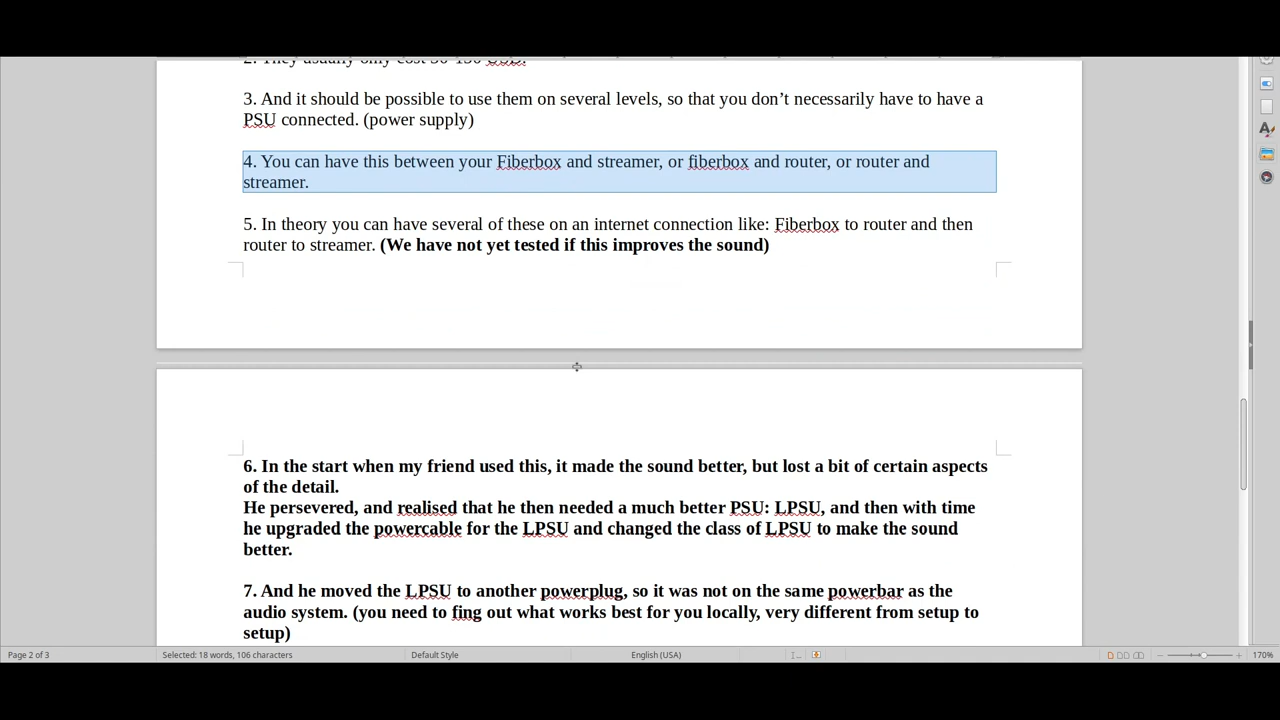 2. They usually only cost 50-150 USD.
3. And it should be possible to use them on several levels, so that you don’t necessarily have to have a
PSU connected. (power supply)
4. You can have this between your Fiberbox and streamer, or fiberbox and router, or router and
streamer.
5. In theory you can have several of these on an internet connection like: Fiberbox to router and then
router to streamer. (We have not yet tested if this improves the sound)
6. In the start when my friend used this, it made the sound better, but lost a bit of certain aspects
of the detail.
He persevered, and realised that he then needed a much better PSU: LPSU, and then with time
he upgraded the powercable for the LPSU and changed the class of LPSU to make the sound
better.
7. And he moved the LPSU to another powerplug, so it was not on the same powerbar as the
audio system. (you need to fing out what works best for you locally, very different from setup to
setup)
Page 2 of 3 Selected: 18 words, 106 characters Default Style English (USA) 170%